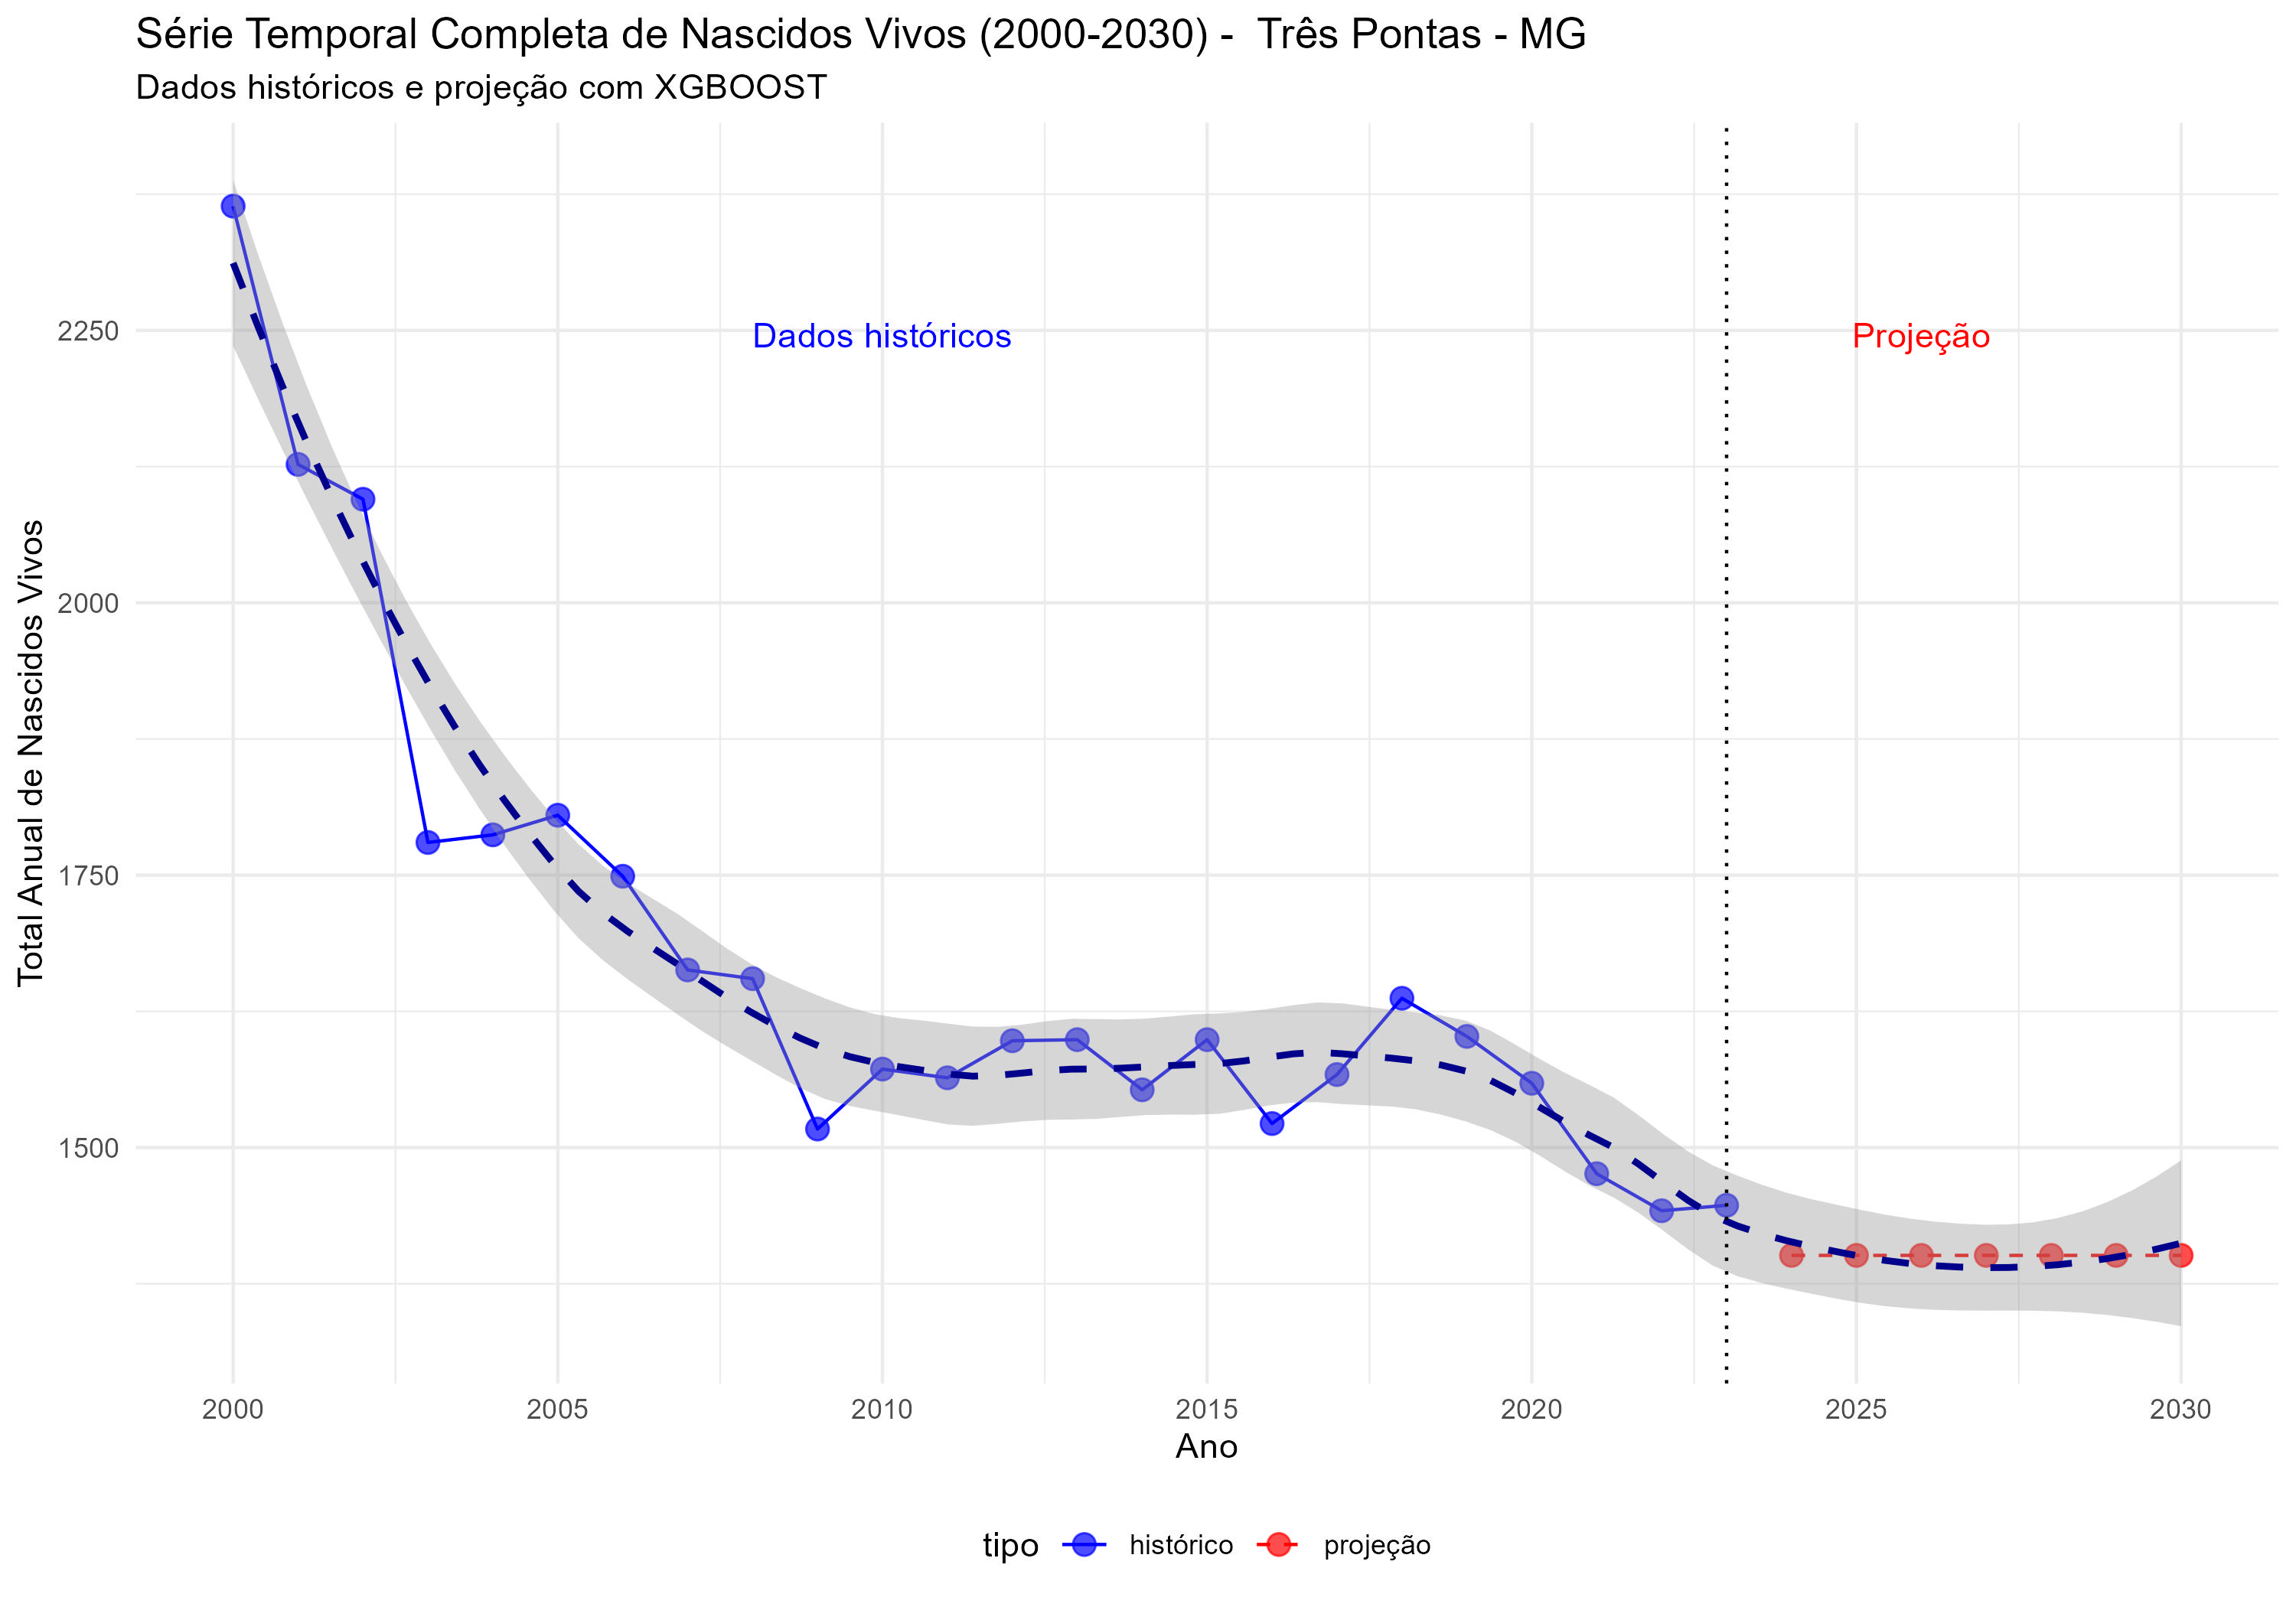 Série Temporal Completa de Nascidos Vivos (2000-2030) -  Três Pontas - MG
Dados históricos e projeção com XGBOOST
Total Anual de Nascidos Vivos
2250
2000
1750
1500
Dados históricos
Projeção
2000
2005
2010
2015
2020
2025
2030
Ano
tipo
histórico
projeção